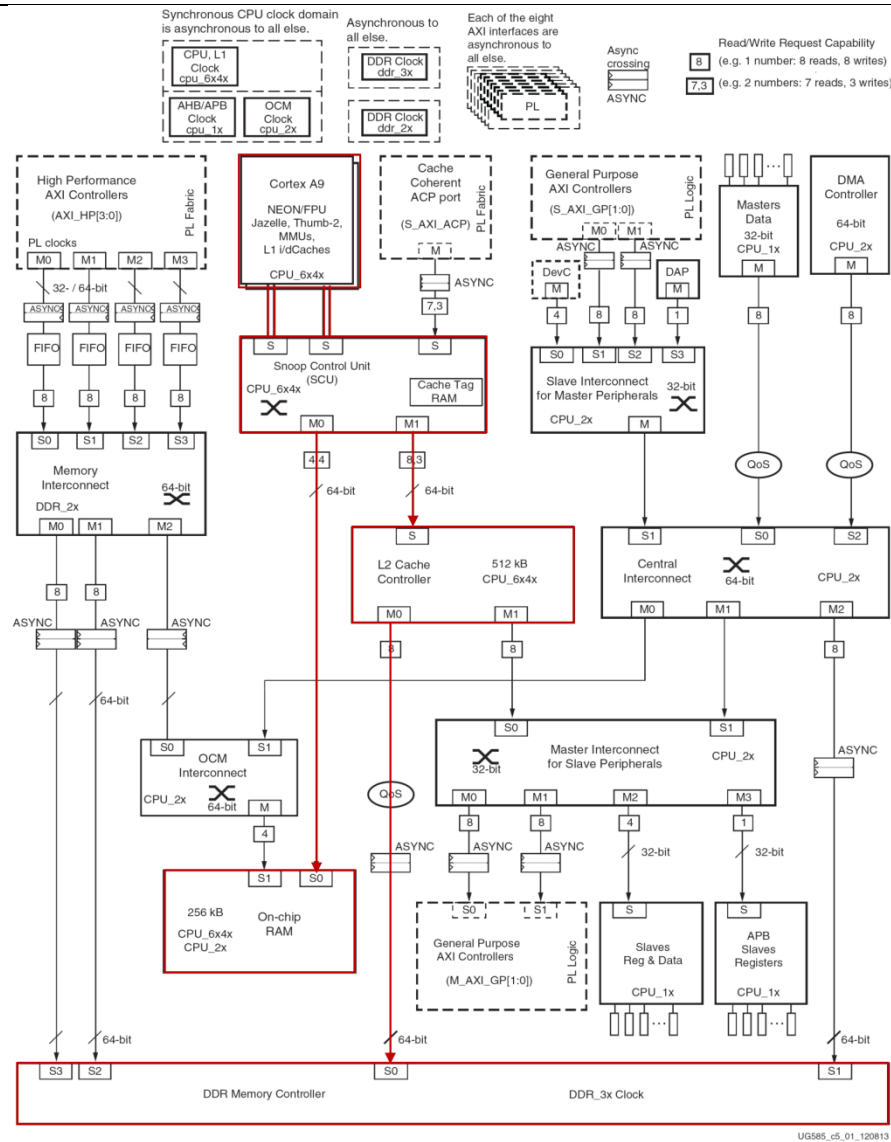 Synchronous CPU clock domain
is asynchronous to all else.
CPU, L1
Clock
cpu_6x4x
AHB/APB
Clock
cpu_1x
OCM
Clock
cpu_2x
Asynchronous to
all else.
DDR Clock
ddr_3x
DDR Clock
ddr_2x
Each of the eight
AXI interfaces are
asynchronous to
all else.
PL
Async
crossing
ASYNC
Read/Write Request Capability
8
(e.g. 1 number: 8 reads, 8 writes)
7,3
(e.g. 2 numbers: 7 reads, 3 writes)
High Performance
AXI Controllers
(AXI_HP[3:0])
PL Fabric
PL clocks
M0 M1 M2 M3
32- / 64-bit
ASYNC ASYNC ASYNC ASYNC
FIFO FIFO FIFO FIFO
8 8 8 8
S0 S1 S2 S3
Memory
Interconnect
64-bit
DDR_2x
M0 M1 M2
8 8
ASYNC ASYNC ASYNC
64-bit
Cortex A9
NEON/FPU
Jazelle, Thumb-2,
MMUs,
L1 i/dCaches
CPU_6x4x
Cache
Coherent
ACP port
(S_AXI_ACP)
PL Fabric
M
ASYNC
7,3
S S S
Snoop Control Unit
(SCU)
CPU_6x4x
Cache Tag
RAM
M0 M1
4,4 8,3
64-bit 64-bit
General Purpose
AXI Controllers
(S_AXI_GP[1:0])
PL Logic
M0 M1
ASYNC ASYNC
DevC
M
DAP
M
4 8 8 1
S0 S1 S2 S3
Slave Interconnect
for Master Peripherals
32-bit
CPU_2x
M
Masters
Data
32-bit
CPU_1x
M
8
QoS
DMA
Controller
64-bit
CPU_2x
M
8
QoS
S
L2 Cache
Controller
512 kB
CPU_6x4x
M0 M1
8 8
S1 S0 S2
Central
Interconnect
64-bit
CPU_2x
M0 M1 M2
8
ASYNC
S0 S1
OCM
Interconnect
CPU_2x
64-bit
M
4
QoS
ASYNC
S0 S1
Master Interconnect
for Slave Peripherals
32-bit
CPU_2x
M0 M1 M2 M3
8 8 4 1
ASYNC ASYNC
32-bit 32-bit
S1 S0
256 kB
CPU_6x4x
CPU_2x
On-chip
RAM
S0 S1
General Purpose
AXI Controllers
(M_AXI_GP[1:0])
PL Logic
S
Slaves
Reg & Data
CPU_1x
S
APB
Slaves
Registers
CPU_1x
64-bit 64-bit 64-bit
S3 S2 S0 S1
DDR Memory Controller
DDR_3x Clock
UG585_c5_01_120813